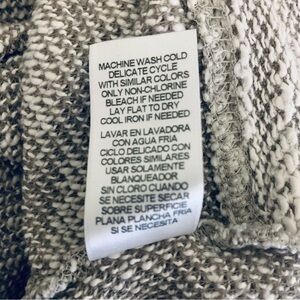 MACHINE WASH COLD
DELICATE CYCLE
WITH SIMILAR COLORS
ONLY NON-CHLORINE
BLEACH IF NEEDED
LAY FLAT TO DRY
COOL IRON IF NEEDED
LAVAR EN LAVADORA
CON AGUA FRIA
CICLO DELICADO CON
COLORES SIMILARES
USAR SOLAMENTE
BLANQUEADOR
SIN CLORO CUANDO
SE NECESITE SECAR
SOBRE SUPERFICIE
PLANA PLANCHA FRIA
SI SE NECESITA